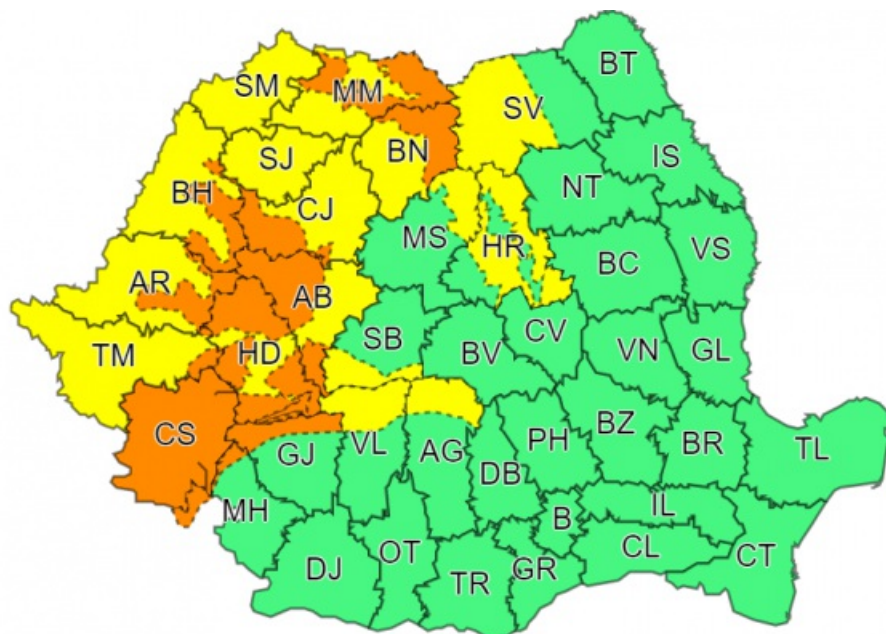 BT
SM
MM
SV
SJ
BN
IS
BH
NT
CJ
MS
HR
VS
BC
AR
AB
TM
HD
SB
BV
CV
VN
GL
CS
GJ
VL
AG
DB
PH
BZ
BR
TL
MH
B
IL
DJ
OT
TR
GR
CL
CT